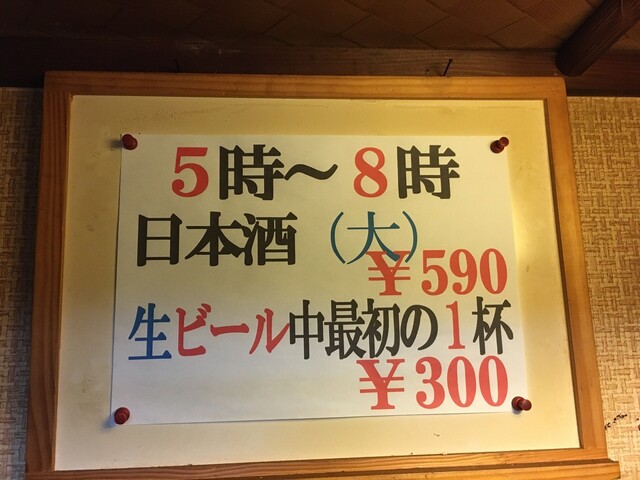 5時～8時
日本酒（大）
￥590
生ビール中最初の1杯
￥300